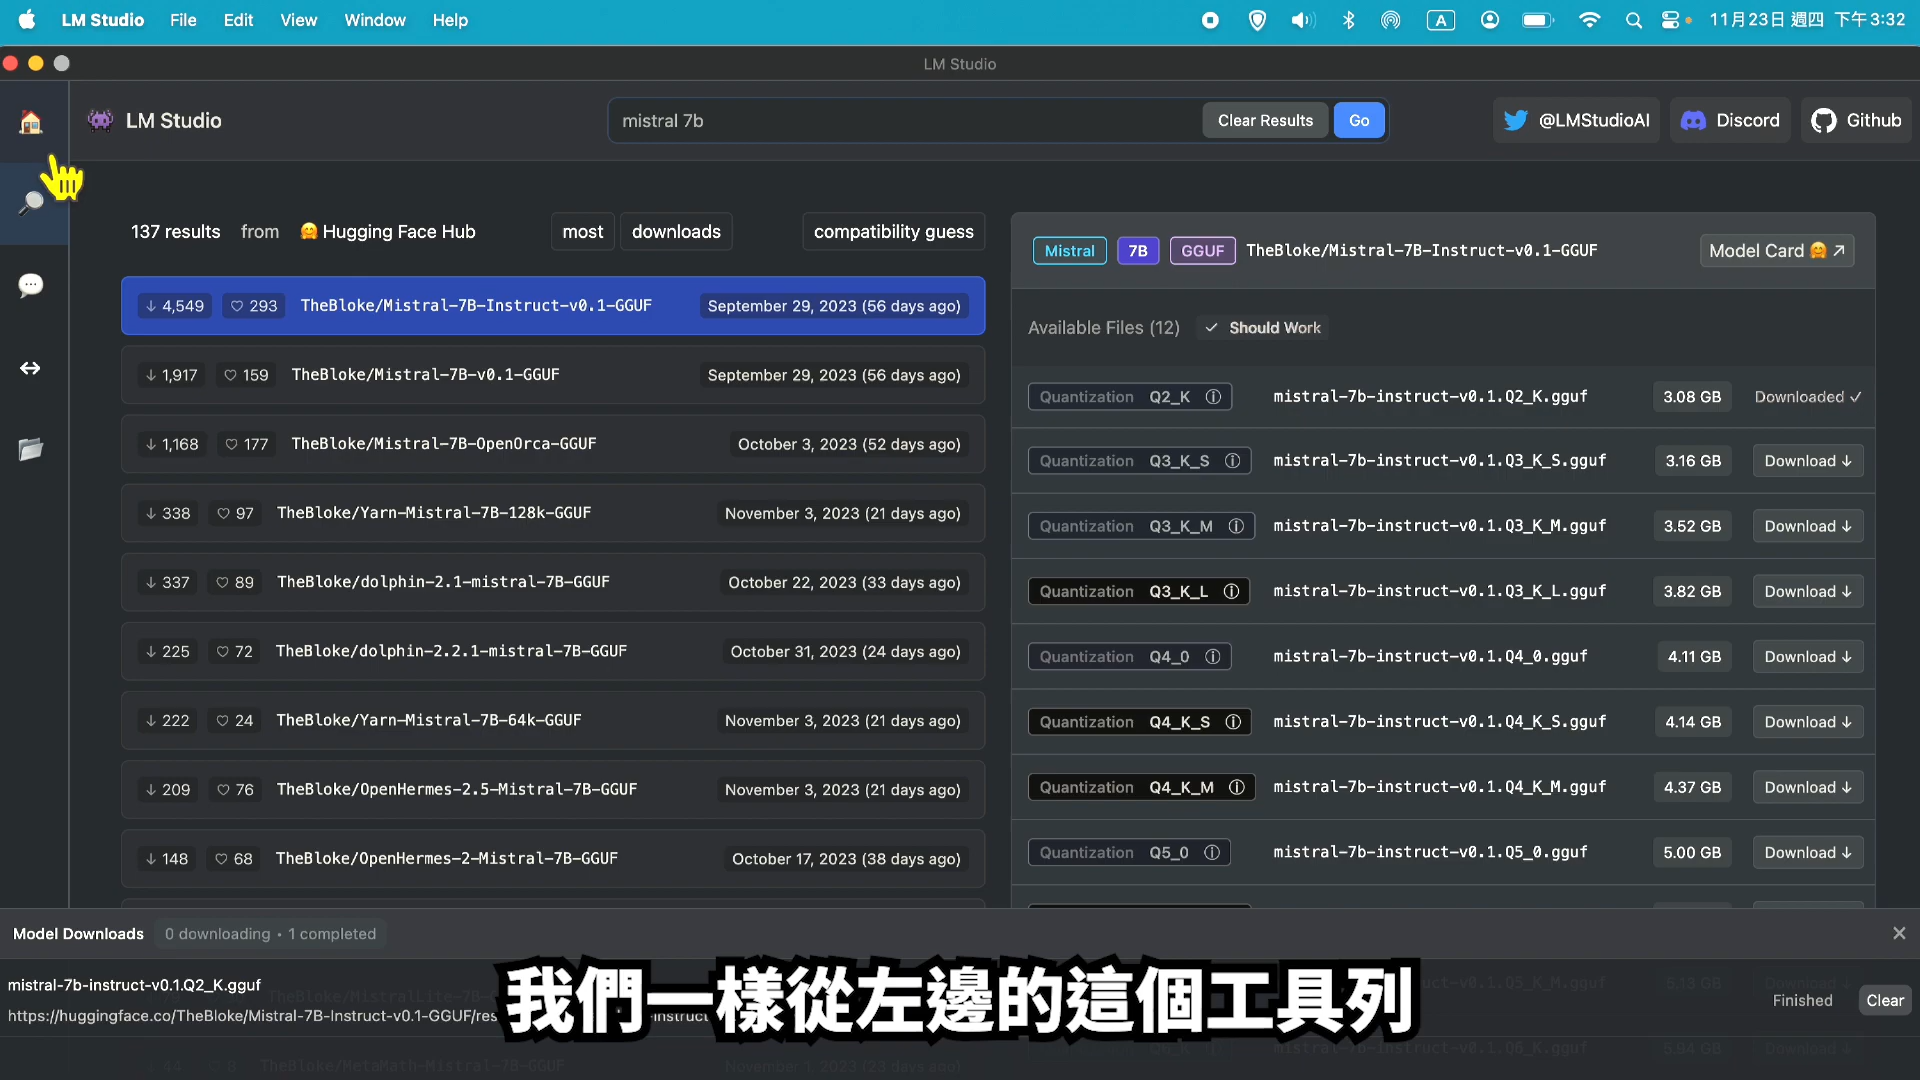 LM Studio File Edit View Window Help
A 11月23日 週四 下午3:32
LM Studio
LM Studio
mistral 7b Clear Results Go
@LMStudioAI Discord Github
137 results from Hugging Face Hub most downloads compatibility guess
4,549 293 TheBloke/Mistral-7B-Instruct-v0.1-GGUF September 29, 2023 (56 days ago)
1,917 159 TheBloke/Mistral-7B-v0.1-GGUF September 29, 2023 (56 days ago)
1,168 177 TheBloke/Mistral-7B-OpenOrca-GGUF October 3, 2023 (52 days ago)
338 97 TheBloke/Yarn-Mistral-7B-128k-GGUF November 3, 2023 (21 days ago)
337 89 TheBloke/dolphin-2.1-mistral-7B-GGUF October 22, 2023 (33 days ago)
225 72 TheBloke/dolphin-2.2.1-mistral-7B-GGUF October 31, 2023 (24 days ago)
222 24 TheBloke/Yarn-Mistral-7B-64k-GGUF November 3, 2023 (21 days ago)
209 76 TheBloke/OpenHermes-2.5-Mistral-7B-GGUF November 3, 2023 (21 days ago)
148 68 TheBloke/OpenHermes-2-Mistral-7B-GGUF October 17, 2023 (38 days ago)
Mistral 7B GGUF TheBloke/Mistral-7B-Instruct-v0.1-GGUF Model Card
Available Files (12) Should Work
Quantization Q2_K mistral-7b-instruct-v0.1.Q2_K.gguf 3.08 GB Downloaded
Quantization Q3_K_S mistral-7b-instruct-v0.1.Q3_K_S.gguf 3.16 GB Download
Quantization Q3_K_M mistral-7b-instruct-v0.1.Q3_K_M.gguf 3.52 GB Download
Quantization Q3_K_L mistral-7b-instruct-v0.1.Q3_K_L.gguf 3.82 GB Download
Quantization Q4_0 mistral-7b-instruct-v0.1.Q4_0.gguf 4.11 GB Download
Quantization Q4_K_S mistral-7b-instruct-v0.1.Q4_K_S.gguf 4.14 GB Download
Quantization Q4_K_M mistral-7b-instruct-v0.1.Q4_K_M.gguf 4.37 GB Download
Quantization Q5_0 mistral-7b-instruct-v0.1.Q5_0.gguf 5.00 GB Download
Model Downloads 0 downloading • 1 completed
mistral-7b-instruct-v0.1.Q2_K.gguf
https://huggingface.co/TheBloke/Mistral-7B-Instruct-v0.1-GGUF/res
Finished Clear
我們一樣從左邊的這個工具列